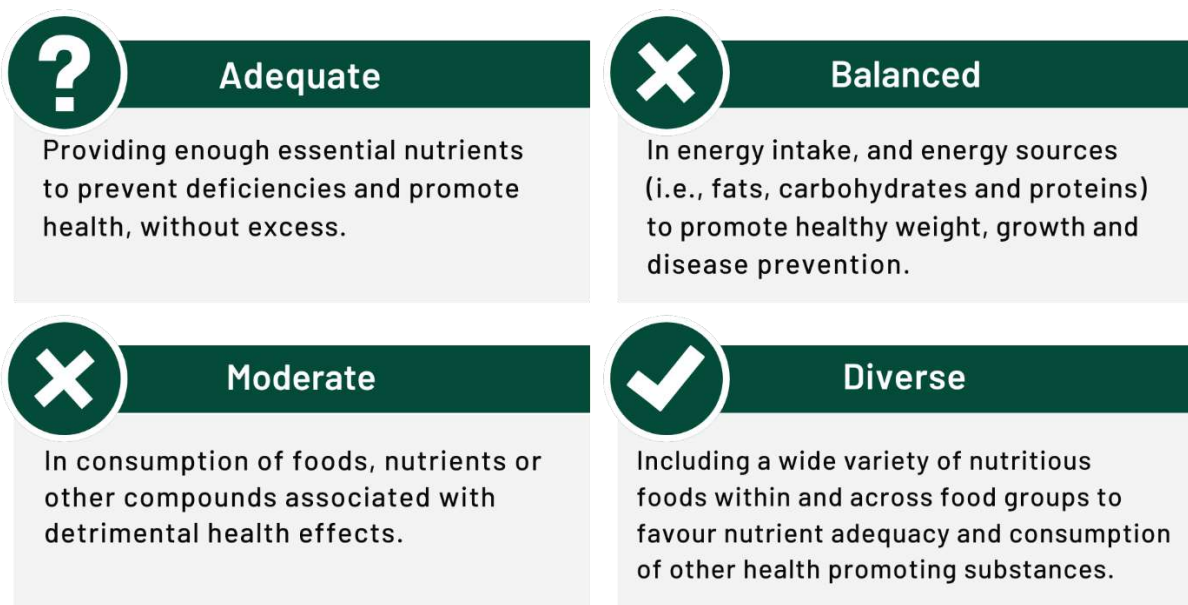 ?
Adequate
Providing enough essential nutrients
to prevent deficiencies and promote
health, without excess.
Balanced
In energy intake, and energy sources
(i.e., fats, carbohydrates and proteins)
to promote healthy weight, growth and
disease prevention.
Moderate
In consumption of foods, nutrients or
other compounds associated with
detrimental health effects.
Diverse
Including a wide variety of nutritious
foods within and across food groups to
favour nutrient adequacy and consumption
of other health promoting substances.